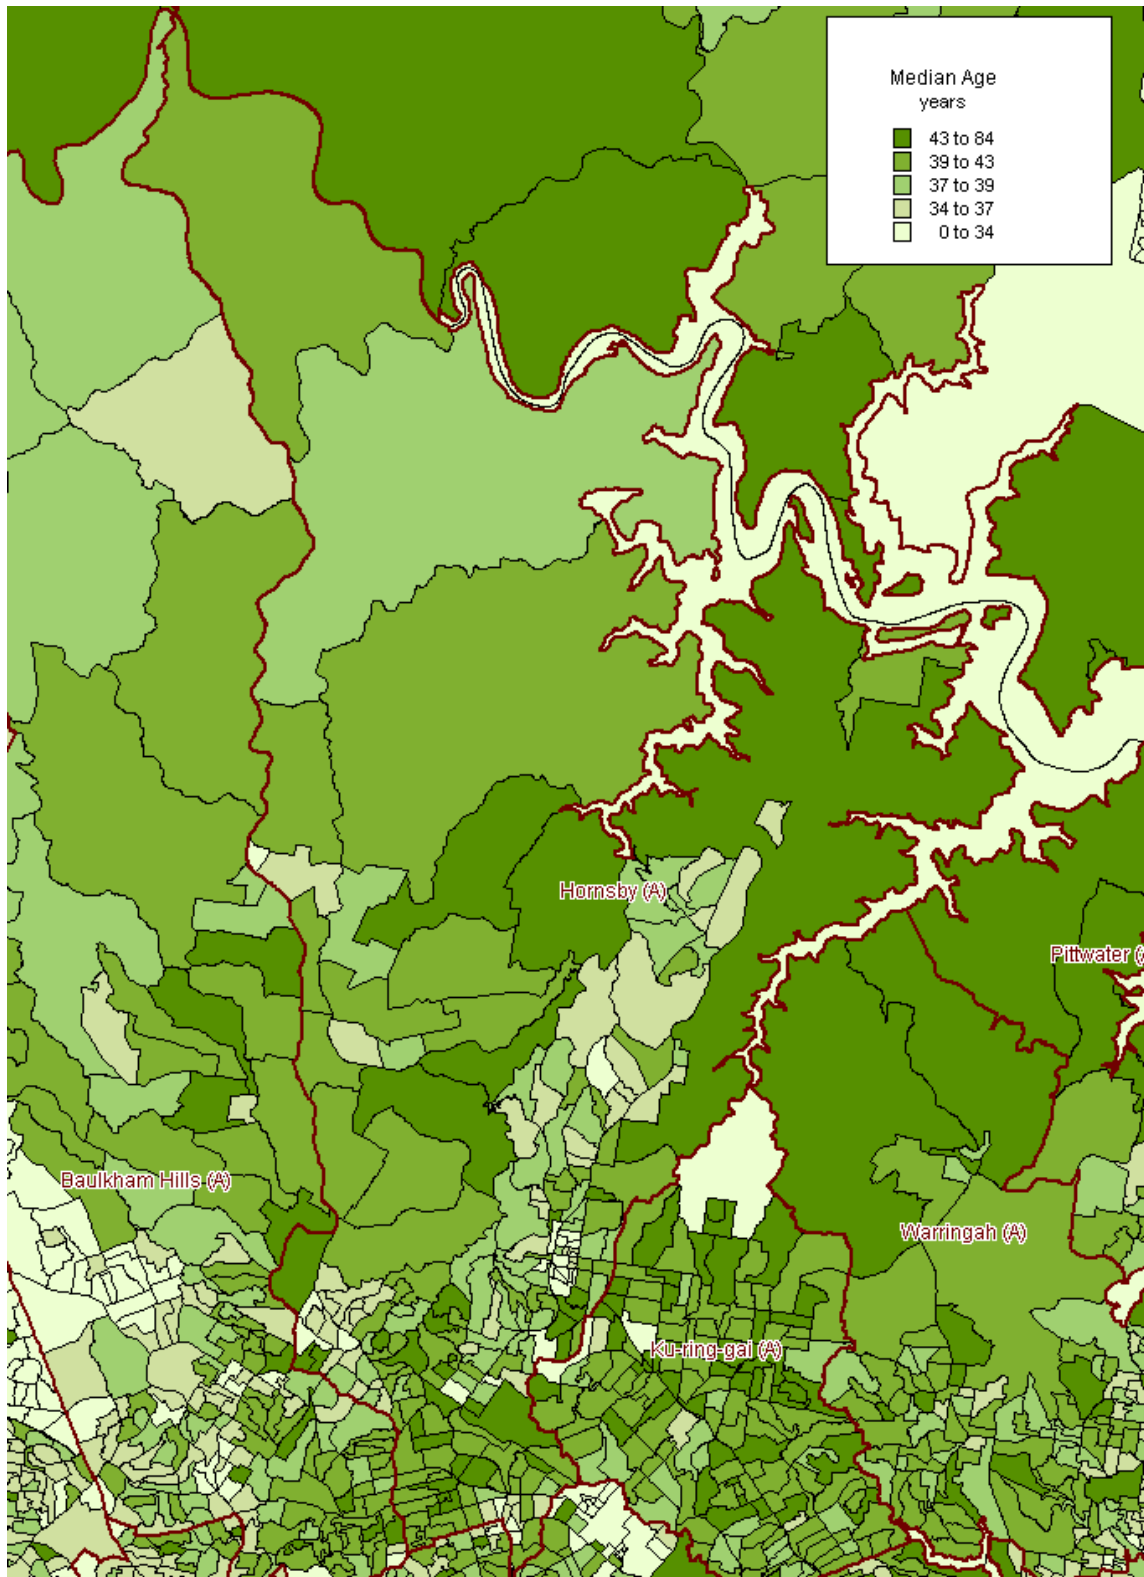 Median Age
years
43 to 84
39 to 43
37 to 39
34 to 37
0 to 34
Hornsby (A)
Pittwater (
Baulkham Hills (A)
Warringah (A)
Ku-ring-gai (A)